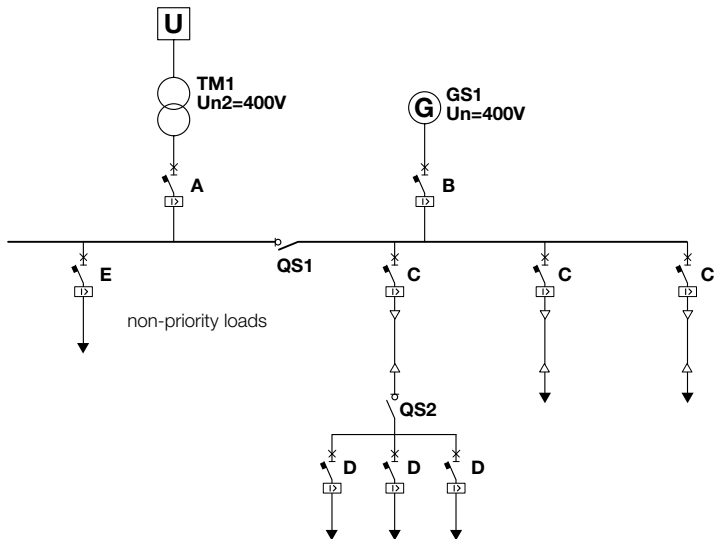 U
TM1
Un2=400V
G
GS1
Un=400V
A
I>
B
I>
QS1
E
I>
C
I>
C
I>
C
I>
non-priority loads
QS2
D
I>
D
I>
D
I>